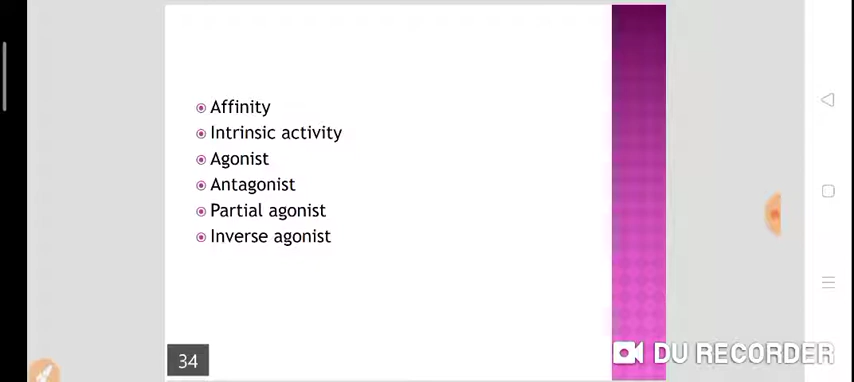 Affinity
Intrinsic activity
Agonist
Antagonist
Partial agonist
Inverse agonist
34
DU RECORDER